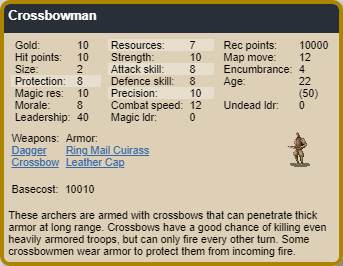 Crossbowman
Gold: 10 Resources: 7 Rec points: 10000
Hit points: 10 Strength: 10 Map move: 12
Size: 2 Attack skill: 8 Encumbrance: 4
Protection: 8 Defence skill: 8 Age: 22
Magic res: 10 Precision: 10 (50)
Morale: 8 Combat speed: 12 Undead ldr: 0
Leadership: 40 Magic ldr: 0
Weapons: Armor:
Dagger Ring Mail Cuirass
Crossbow Leather Cap
Basecost: 10010
These archers are armed with crossbows that can penetrate thick
armor at long range. Crossbows have a good chance of killing even
heavily armored troops, but can only fire every other turn. Some
crossbowmen wear armor to protect them from incoming fire.